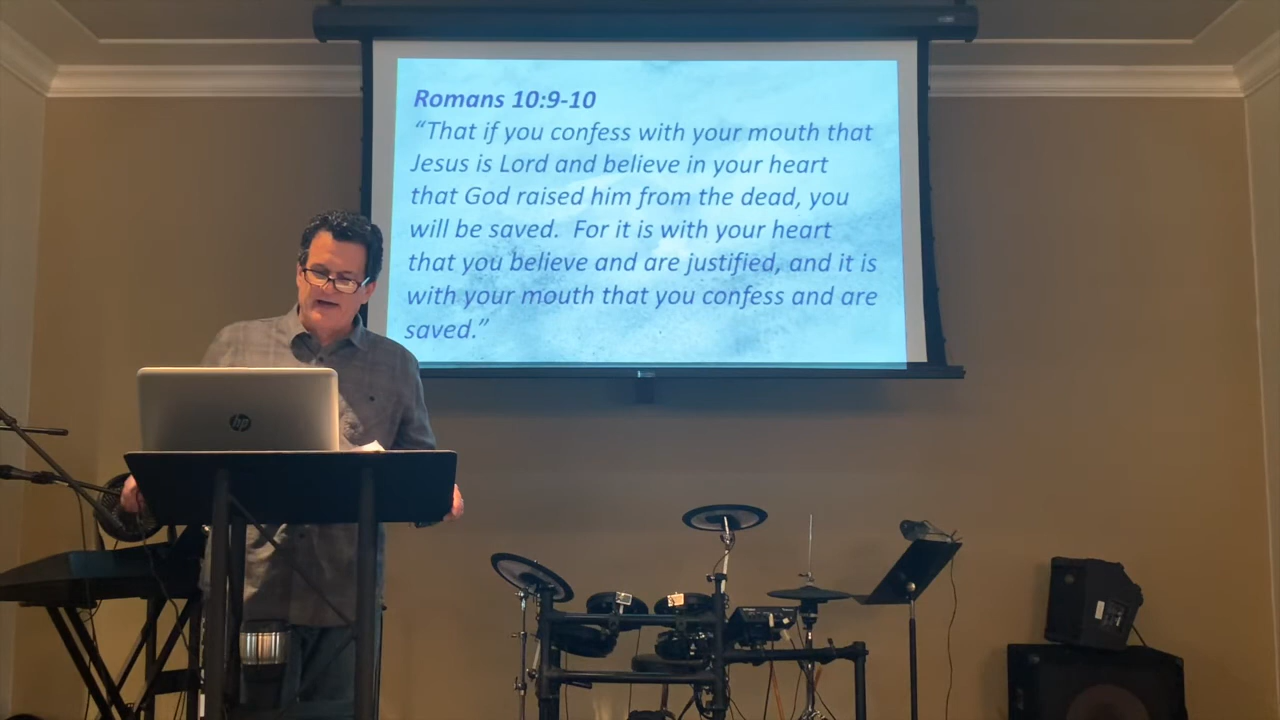 Romans 10:9-10
“That if you confess with your mouth that
Jesus is Lord and believe in your heart
that God raised him from the dead, you
will be saved.  For it is with your heart
that you believe and are justified, and it is
with your mouth that you confess and are
saved.”
hp